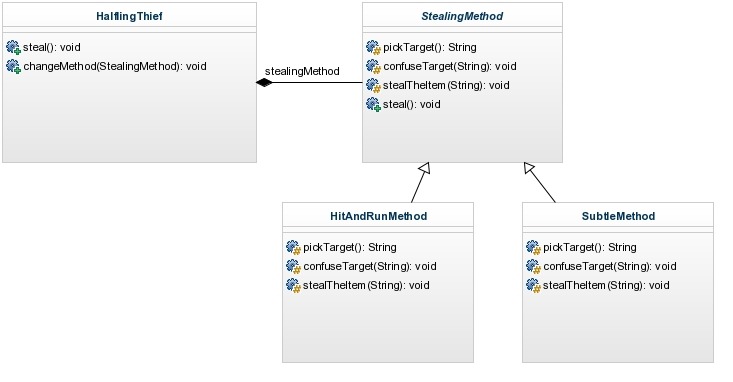 HalflingThief
steal(): void
changeMethod(StealingMethod): void
stealingMethod
StealingMethod
pickTarget(): String
confuseTarget(String): void
stealTheItem(String): void
steal(): void
HitAndRunMethod
pickTarget(): String
confuseTarget(String): void
stealTheItem(String): void
SubtleMethod
pickTarget(): String
confuseTarget(String): void
stealTheItem(String): void